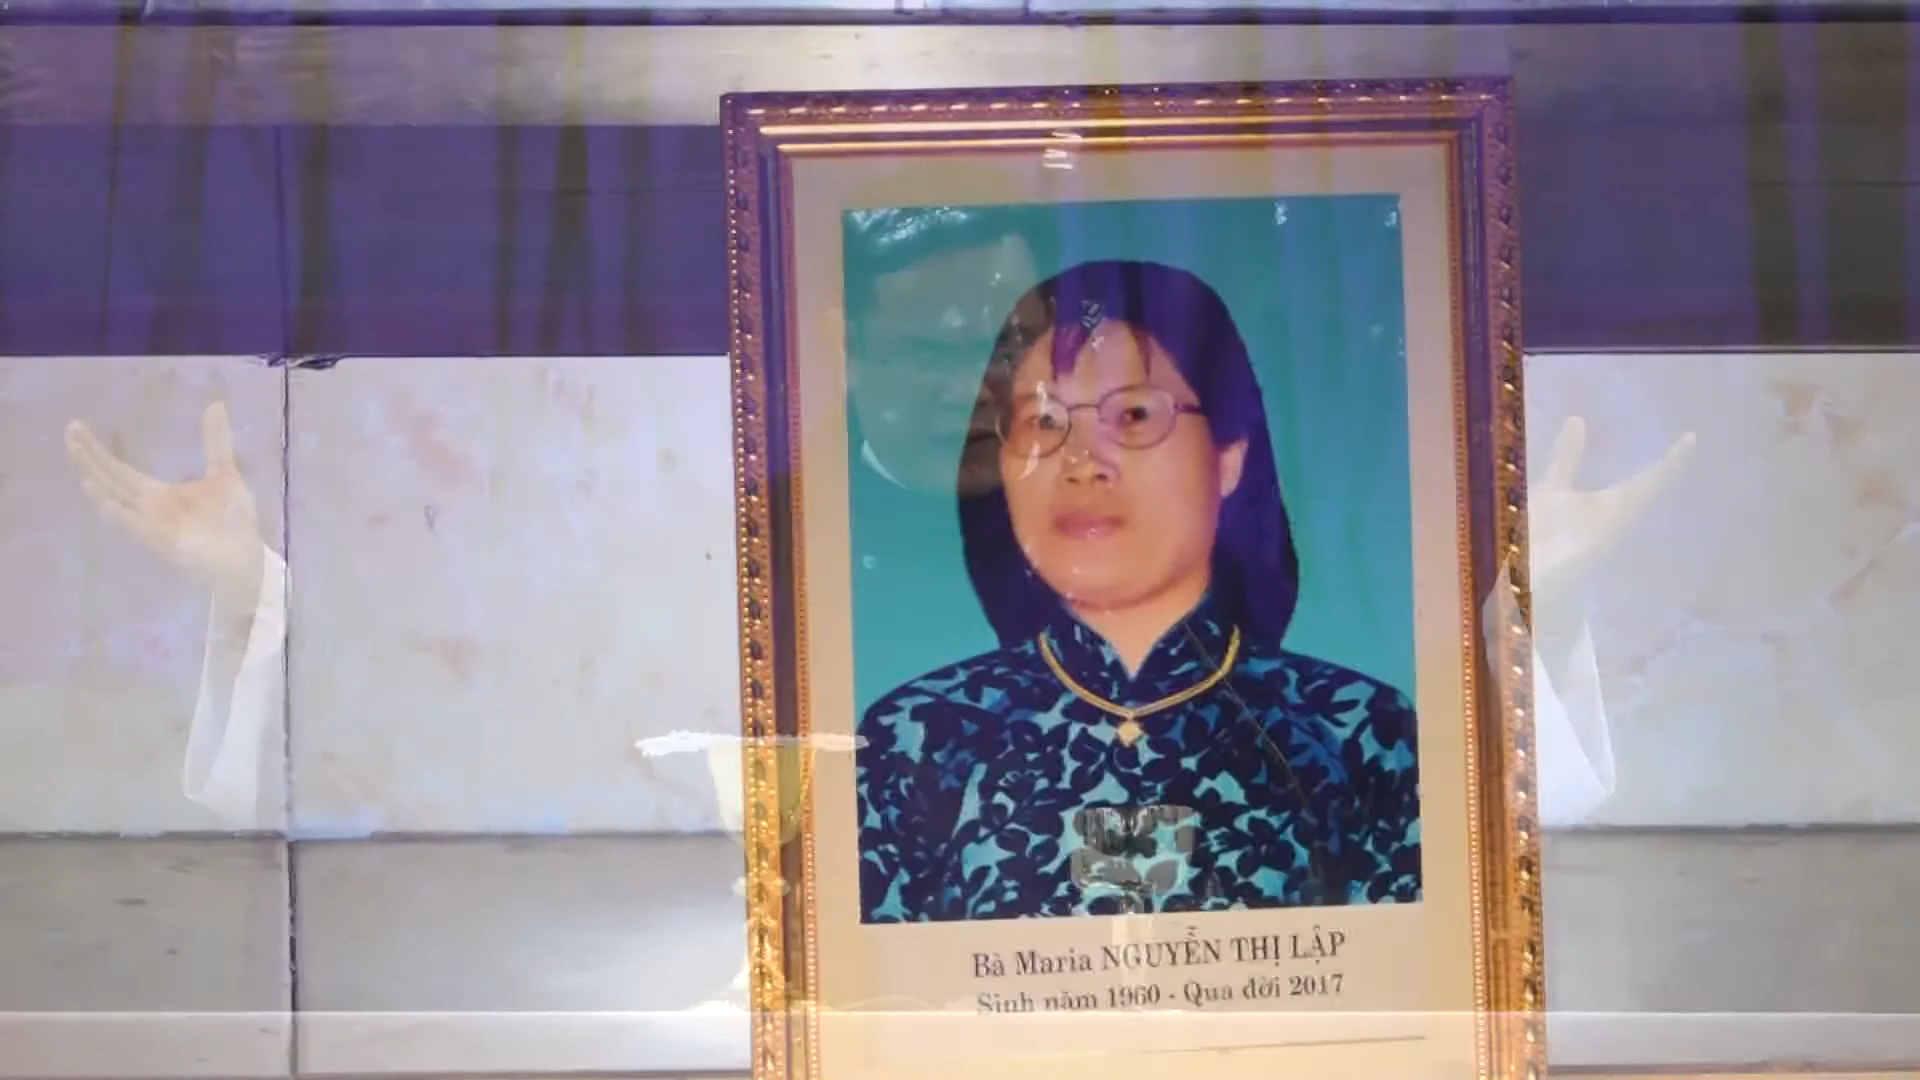 Bà Maria NGUYỄN THỊ LẬP
Sinh năm 1960 - Qua đời 2017